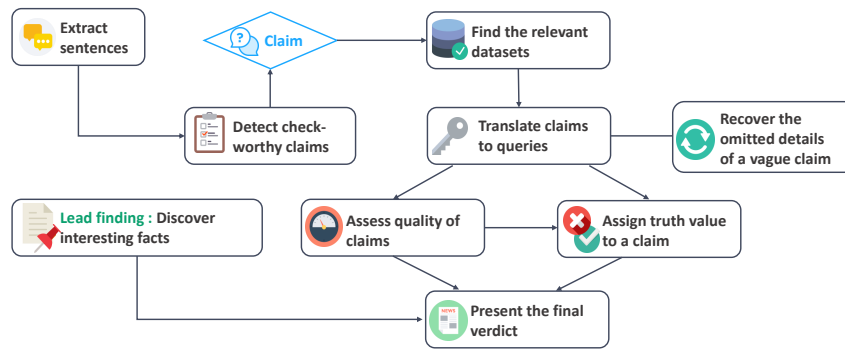 Extract
sentences
Claim
Find the relevant
datasets
Detect check-
worthy claims
Translate claims
to queries
Recover the
omitted details
of a vague claim
Lead finding : Discover
interesting facts
Assess quality of
claims
Assign truth value
to a claim
NEWS
Present the final
verdict